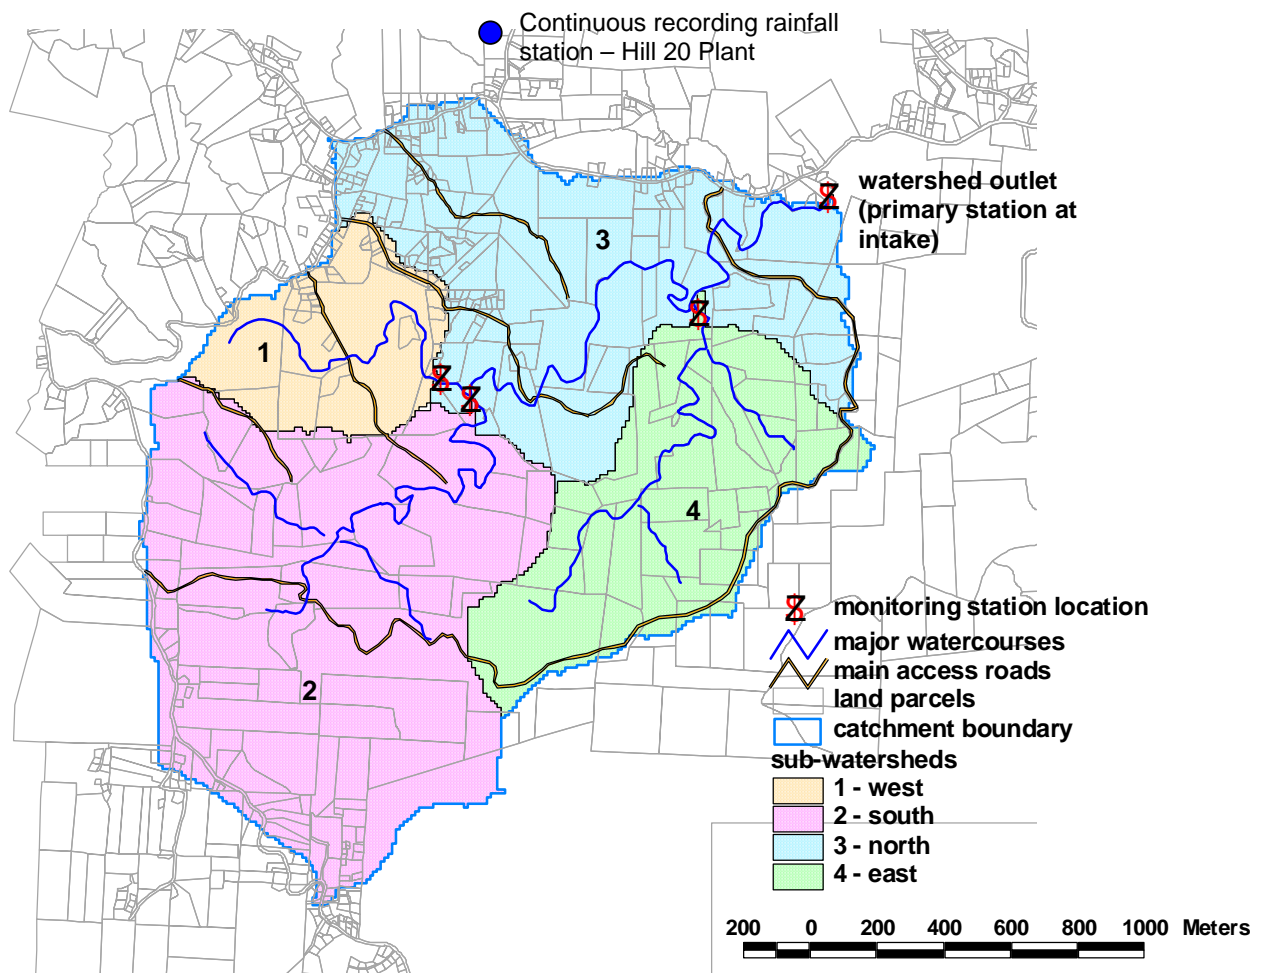 Continuous recording rainfall
station – Hill 20 Plant
watershed outlet
(primary station at
intake)
3
1
4
2
monitoring station location
major watercourses
main access roads
land parcels
catchment boundary
sub-watersheds
1 - west
2 - south
3 - north
4 - east
200 0 200 400 600 800 1000 Meters